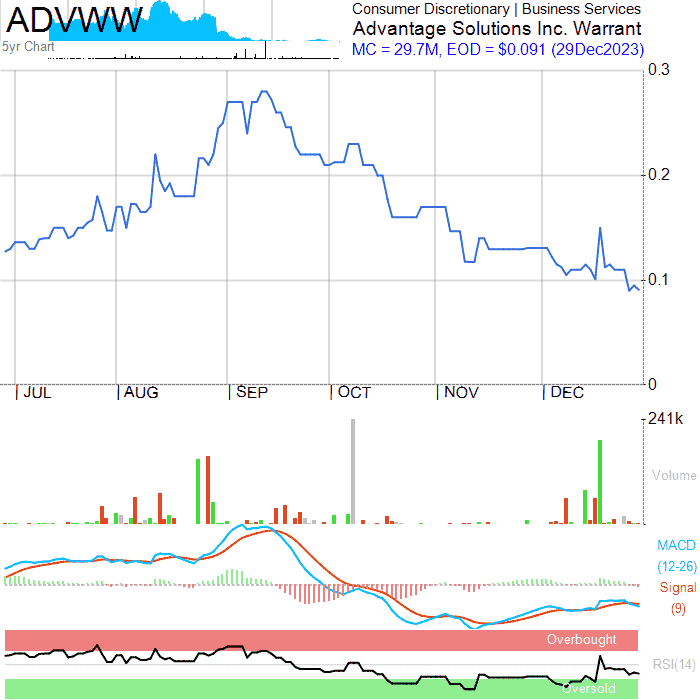 ADVWW
5yr Chart
Consumer Discretionary | Business Services
Advantage Solutions Inc. Warrant
MC = 29.7M, EOD = $0.091 (29Dec2023)
0.3
0.2
0.1
0
| JUL | AUG | SEP | OCT | NOV | DEC
241k
Volume
MACD
(12-26)
Signal
(9)
Overbought
RSI(14)
Oversold